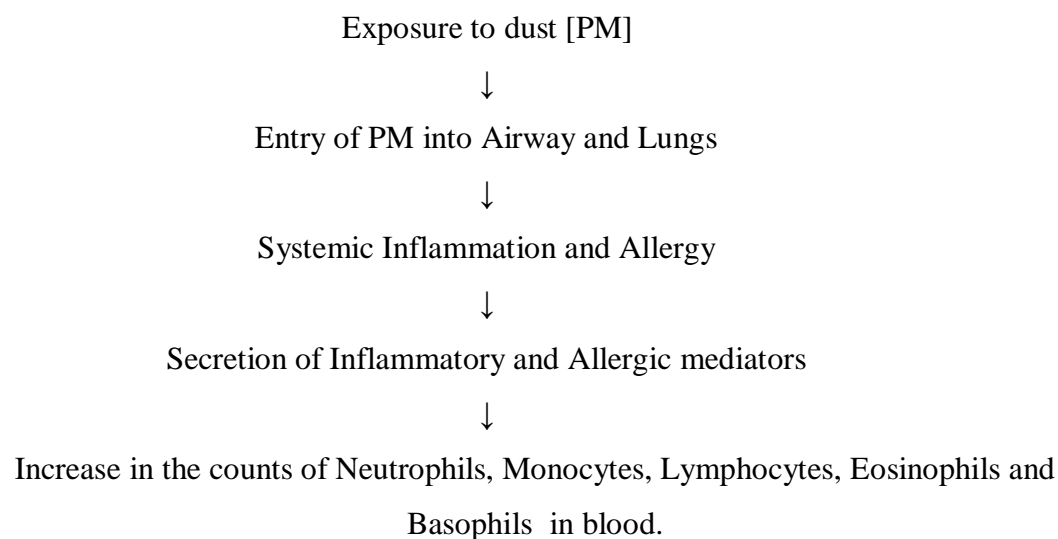 Exposure to dust [PM]
↓
Entry of PM into Airway and Lungs
↓
Systemic Inflammation and Allergy
↓
Secretion of Inflammatory and Allergic mediators
↓
Increase in the counts of Neutrophils, Monocytes, Lymphocytes, Eosinophils and
Basophils  in blood.